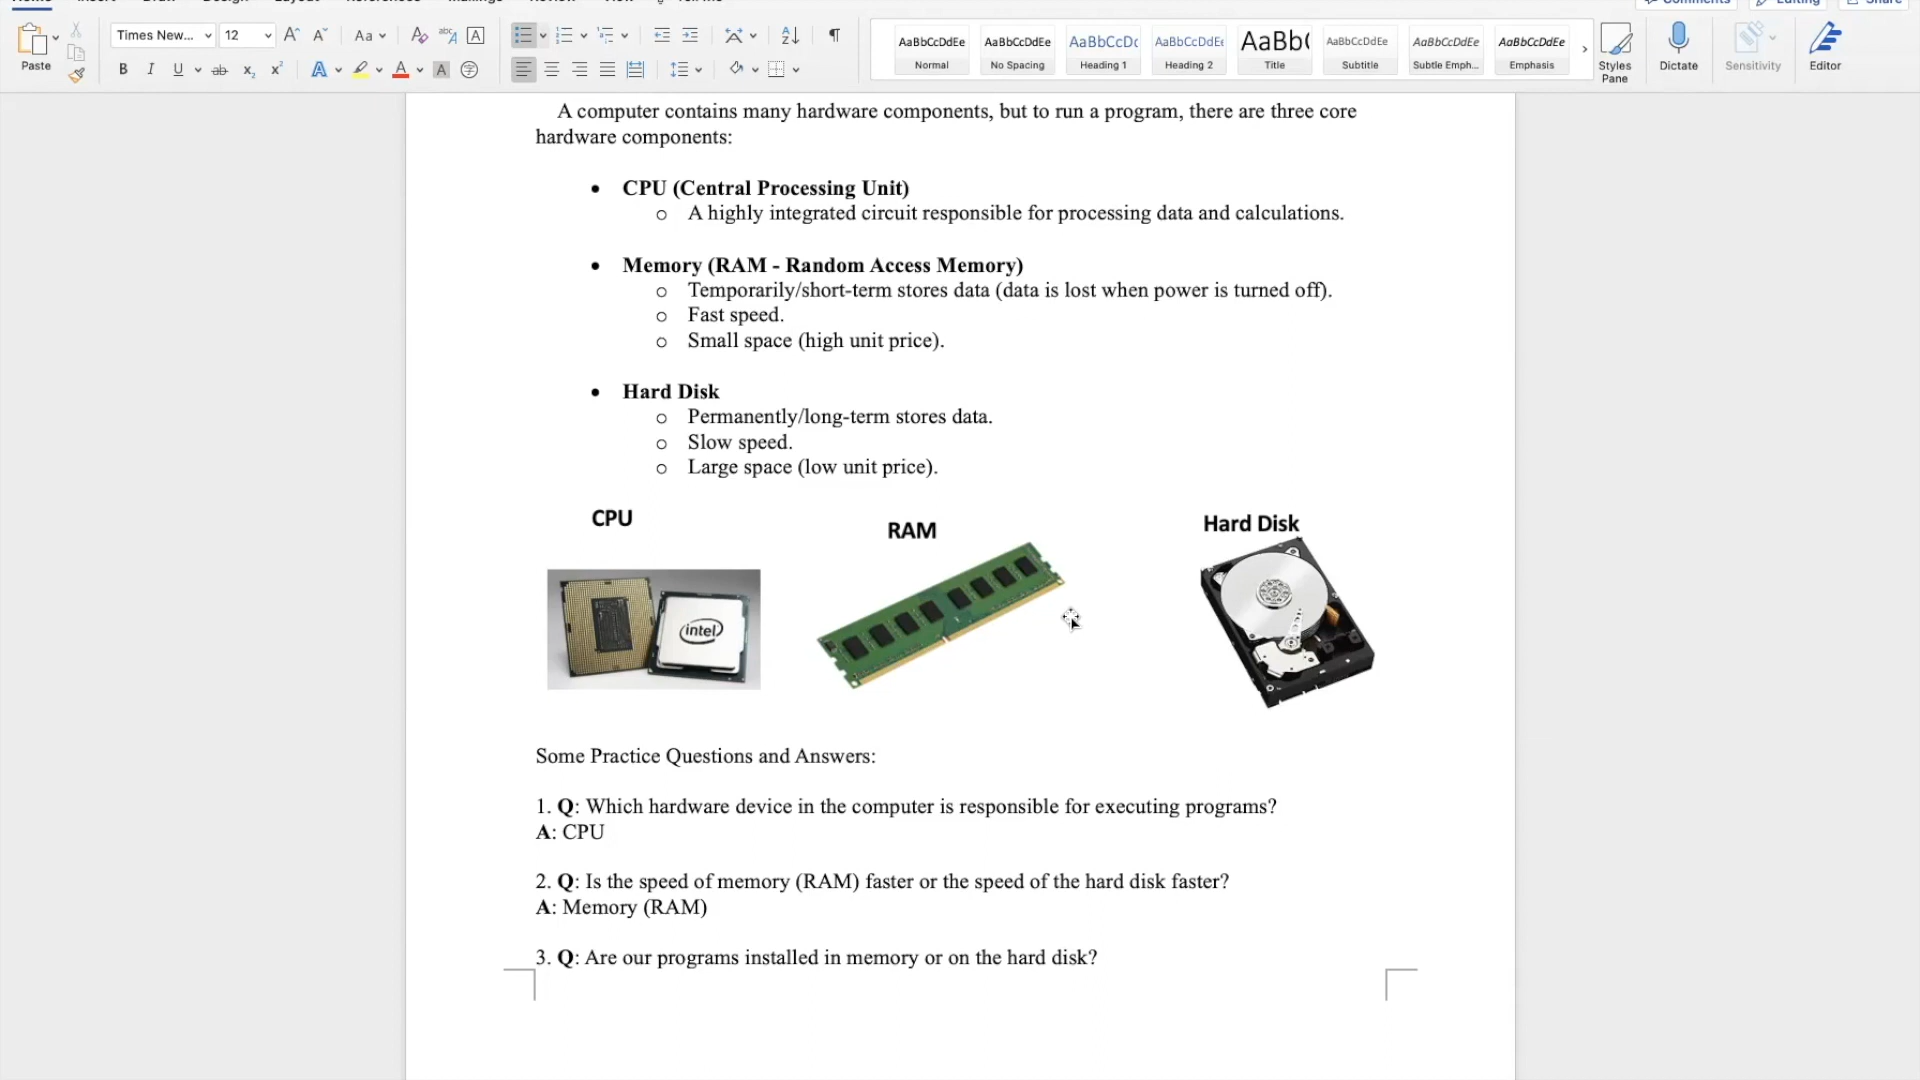 Paste
Times New...
12
Aa
A
B I U ab x₂ x² A A A
AaBbCcDdEe
Normal
AaBbCcDdEe
No Spacing
AaBbCcDc
Heading 1
AaBbCcDdEe
Heading 2
AaBb(
Title
AaBbCcDdEe
Subtitle
AaBbCcDdEe
Subtle Emph...
AaBbCcDdEe
Emphasis
Styles
Pane
Dictate
Sensitivity
Editor
A computer contains many hardware components, but to run a program, there are three core
hardware components:
• CPU (Central Processing Unit)
o A highly integrated circuit responsible for processing data and calculations.
• Memory (RAM - Random Access Memory)
o Temporarily/short-term stores data (data is lost when power is turned off).
o Fast speed.
o Small space (high unit price).
• Hard Disk
o Permanently/long-term stores data.
o Slow speed.
o Large space (low unit price).
CPU
RAM
Hard Disk
intel
Some Practice Questions and Answers:
1. Q: Which hardware device in the computer is responsible for executing programs?
A: CPU
2. Q: Is the speed of memory (RAM) faster or the speed of the hard disk faster?
A: Memory (RAM)
3. Q: Are our programs installed in memory or on the hard disk?